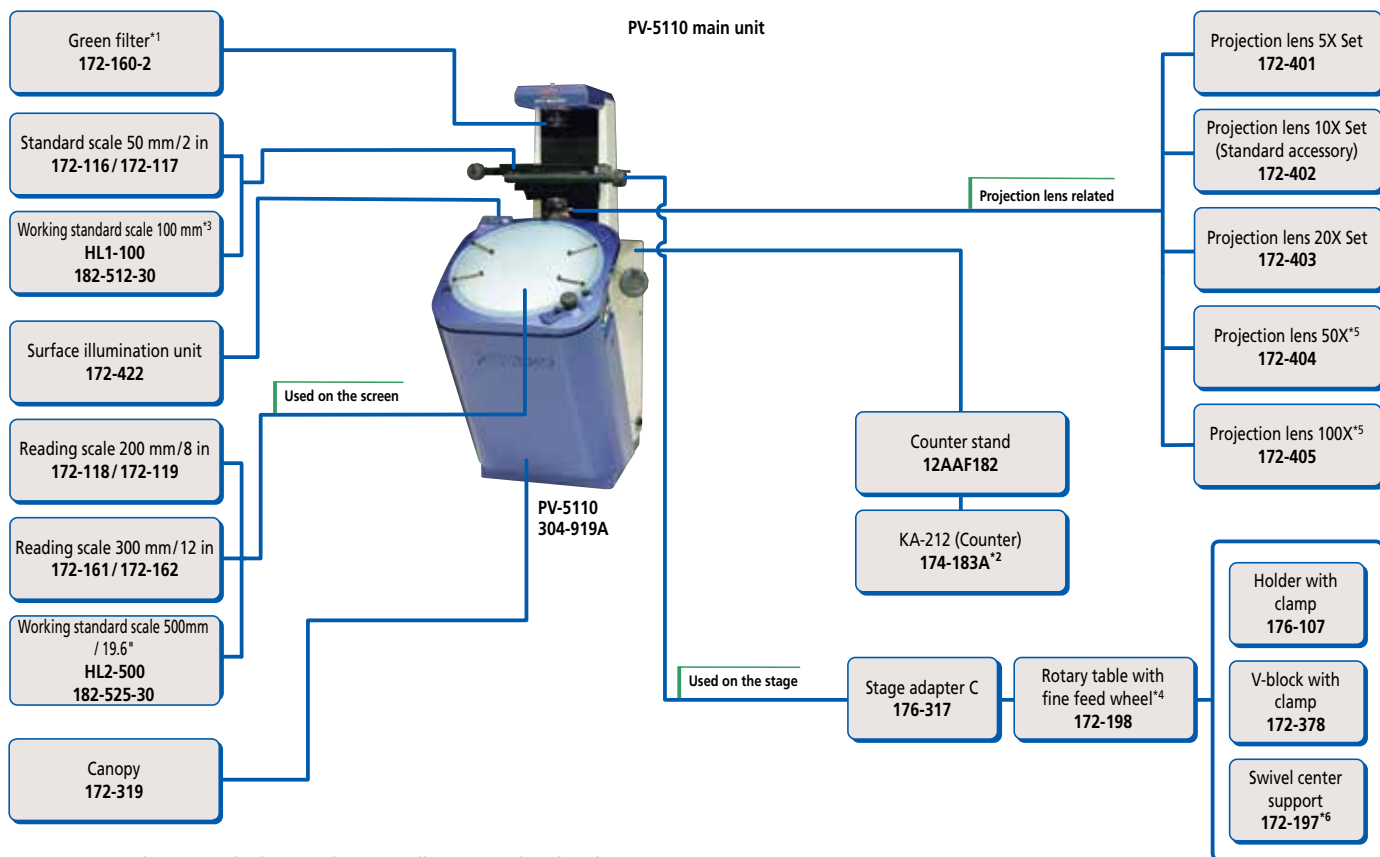 PV-5110 main unit
Green filter*1
172-160-2
Standard scale 50 mm/2 in
172-116 / 172-117
Working standard scale 100 mm*3
HL1-100
182-512-30
Surface illumination unit
172-422
Used on the screen
Reading scale 200 mm/8 in
172-118 / 172-119
Reading scale 300 mm/12 in
172-161 / 172-162
Working standard scale 500mm
/ 19.6"
HL2-500
182-525-30
Canopy
172-319
PV-5110
304-919A
Projection lens related
Projection lens 5X Set
172-401
Projection lens 10X Set
(Standard accessory)
172-402
Projection lens 20X Set
172-403
Projection lens 50X*5
172-404
Projection lens 100X*5
172-405
Counter stand
12AAF182
KA-212 (Counter)
174-183A*2
Used on the stage
Stage adapter C
176-317
Rotary table with
fine feed wheel*4
172-198
Holder with
clamp
176-107
V-block with
clamp
172-378
Swivel center
support
172-197*6